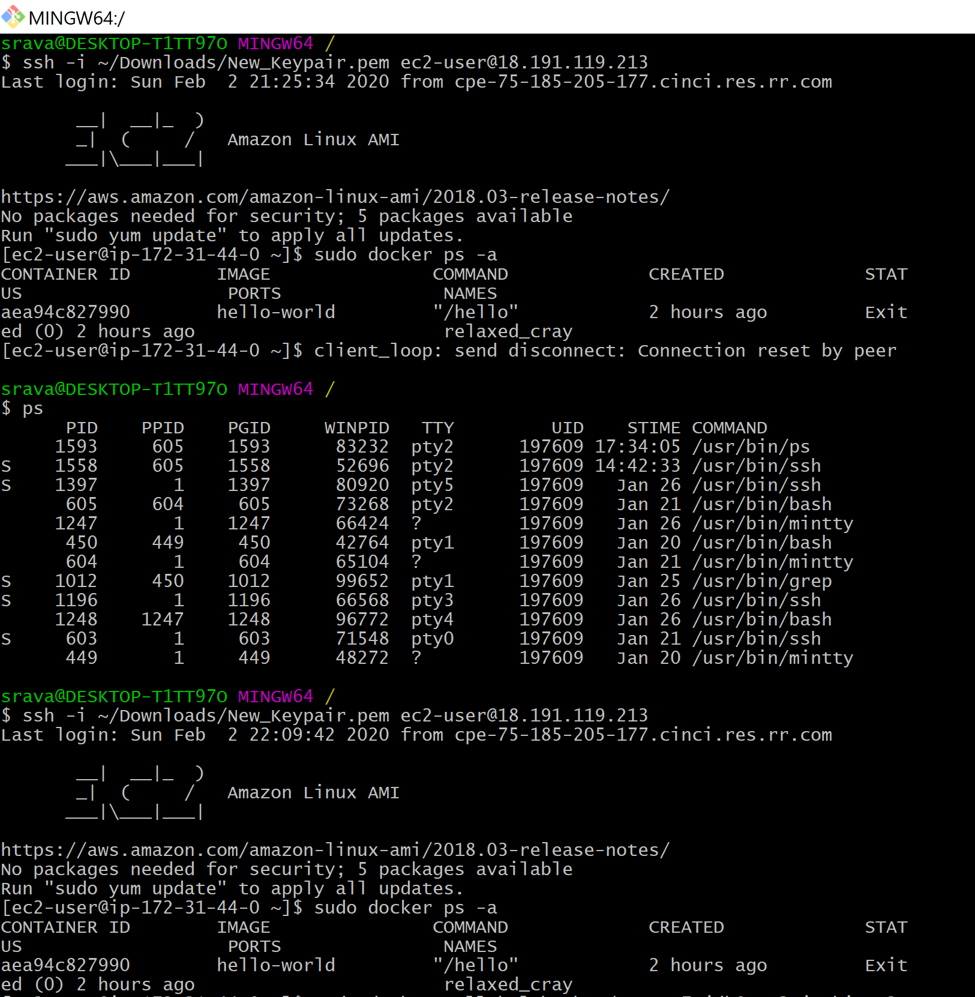 MINGW64:/
srava@DESKTOP-T1TT97O MINGW64 /
$ ssh -i ~/Downloads/New_Keypair.pem ec2-user@18.191.119.213
Last login: Sun Feb  2 21:25:34 2020 from cpe-75-185-205-177.cinci.res.rr.com
       __|  __|_  )
       _|  (     /   Amazon Linux AMI
      ___|\___|___|
https://aws.amazon.com/amazon-linux-ami/2018.03-release-notes/
No packages needed for security; 5 packages available
Run "sudo yum update" to apply all updates.
[ec2-user@ip-172-31-44-0 ~]$ sudo docker ps -a
CONTAINER ID        IMAGE               COMMAND             CREATED             STAT
US                   PORTS               NAMES
aea94c827990        hello-world         "/hello"            2 hours ago         Exit
ed (0) 2 hours ago                       relaxed_cray
[ec2-user@ip-172-31-44-0 ~]$ client_loop: send disconnect: Connection reset by peer
srava@DESKTOP-T1TT97O MINGW64 /
$ ps
      PID    PPID    PGID     WINPID   TTY         UID    STIME COMMAND
     1593     605    1593      83232  pty2      197609 17:34:05 /usr/bin/ps
S    1558     605    1558      52696  pty2      197609 14:42:33 /usr/bin/ssh
S    1397       1    1397      80920  pty5      197609   Jan 26 /usr/bin/ssh
      605     604     605      73268  pty2      197609   Jan 21 /usr/bin/bash
     1247       1    1247      66424  ?         197609   Jan 26 /usr/bin/mintty
      450     449     450      42764  pty1      197609   Jan 20 /usr/bin/bash
      604       1     604      65104  ?         197609   Jan 21 /usr/bin/mintty
S    1012     450    1012      99652  pty1      197609   Jan 25 /usr/bin/grep
S    1196       1    1196      66568  pty3      197609   Jan 26 /usr/bin/ssh
     1248    1247    1248      96772  pty4      197609   Jan 26 /usr/bin/bash
S     603       1     603      71548  pty0      197609   Jan 21 /usr/bin/ssh
      449       1     449      48272  ?         197609   Jan 20 /usr/bin/mintty
srava@DESKTOP-T1TT97O MINGW64 /
$ ssh -i ~/Downloads/New_Keypair.pem ec2-user@18.191.119.213
Last login: Sun Feb  2 22:09:42 2020 from cpe-75-185-205-177.cinci.res.rr.com
       __|  __|_  )
       _|  (     /   Amazon Linux AMI
      ___|\___|___|
https://aws.amazon.com/amazon-linux-ami/2018.03-release-notes/
No packages needed for security; 5 packages available
Run "sudo yum update" to apply all updates.
[ec2-user@ip-172-31-44-0 ~]$ sudo docker ps -a
CONTAINER ID        IMAGE               COMMAND             CREATED             STAT
US                   PORTS               NAMES
aea94c827990        hello-world         "/hello"            2 hours ago         Exit
ed (0) 2 hours ago                       relaxed_cray